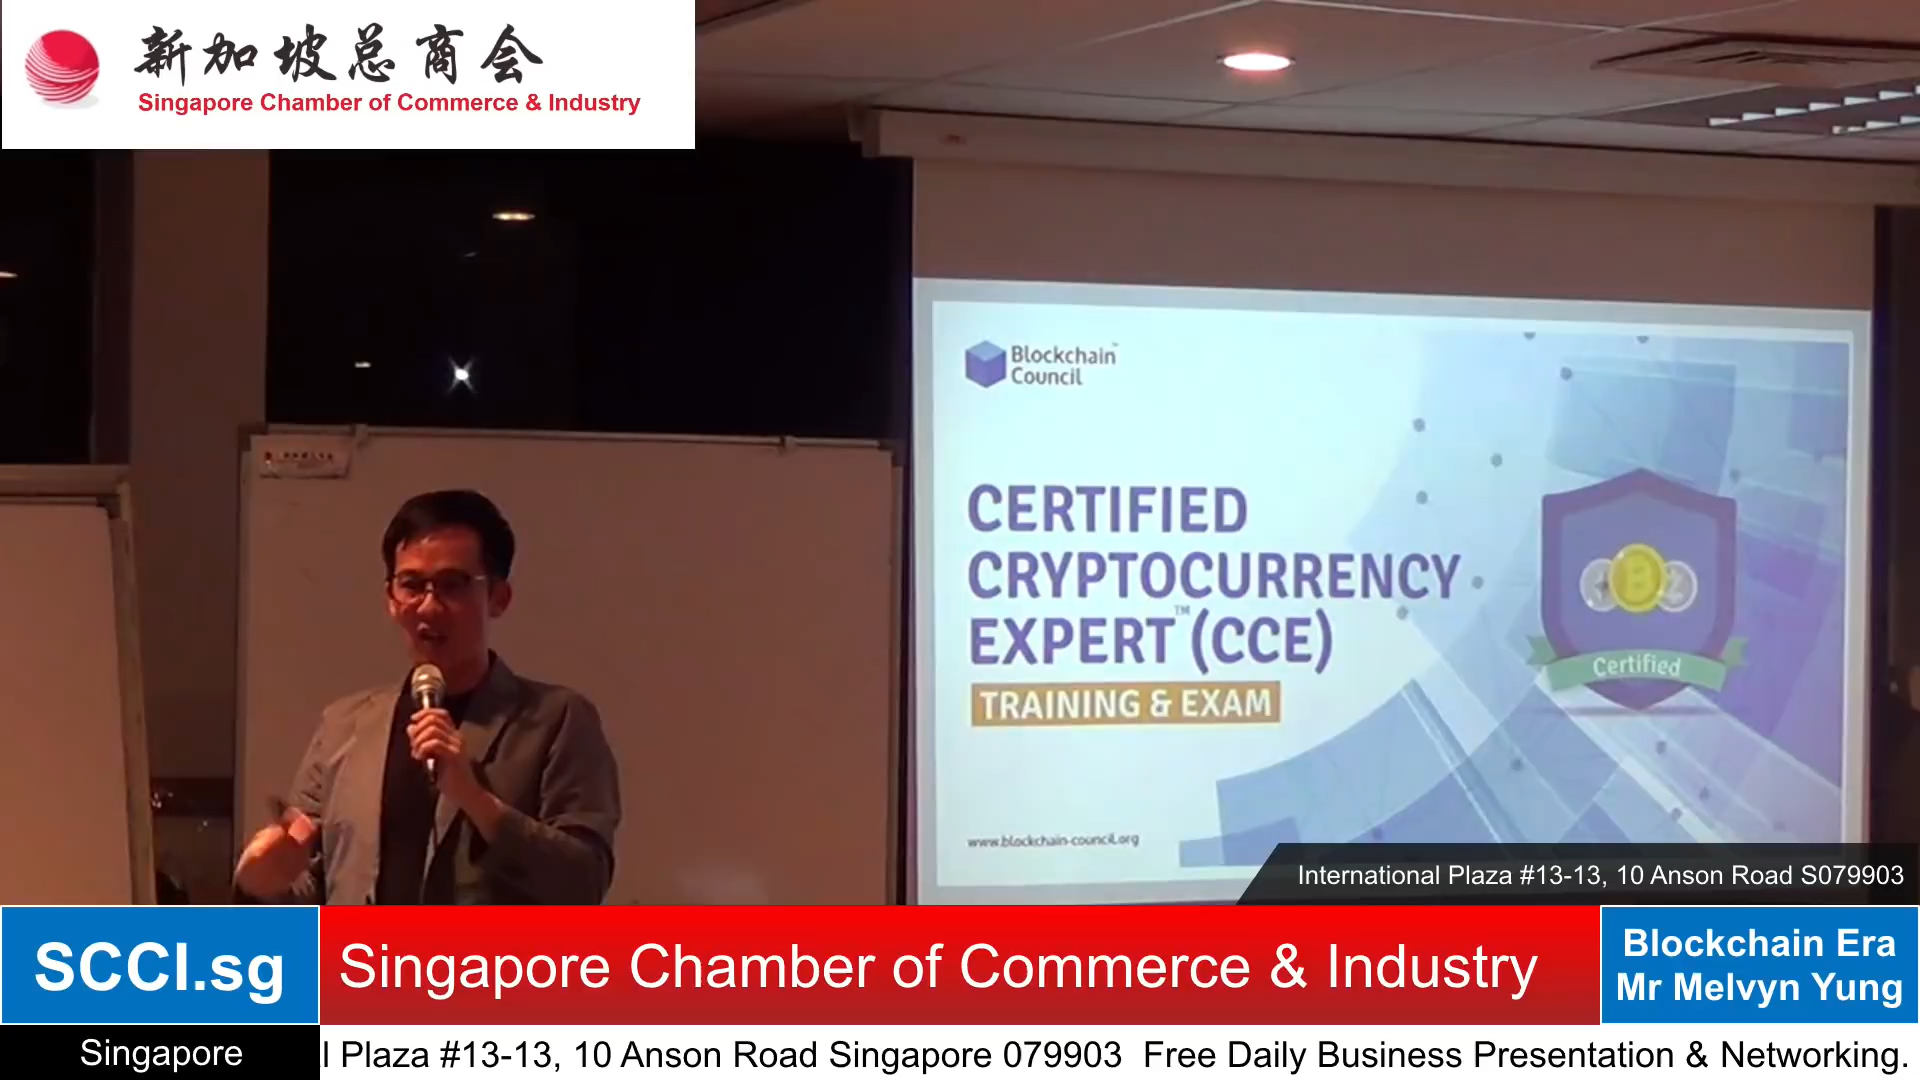 新加坡总商会
Singapore Chamber of Commerce & Industry
Blockchain™
Council
CERTIFIED
CRYPTOCURRENCY
EXPERT™ (CCE)
TRAINING & EXAM
Certified
www.blockchain-council.org
International Plaza #13-13, 10 Anson Road S079903
SCCI.sg
Singapore Chamber of Commerce & Industry
Blockchain Era
Mr Melvyn Yung
Singapore
l Plaza #13-13, 10 Anson Road Singapore 079903 Free Daily Business Presentation & Networking.